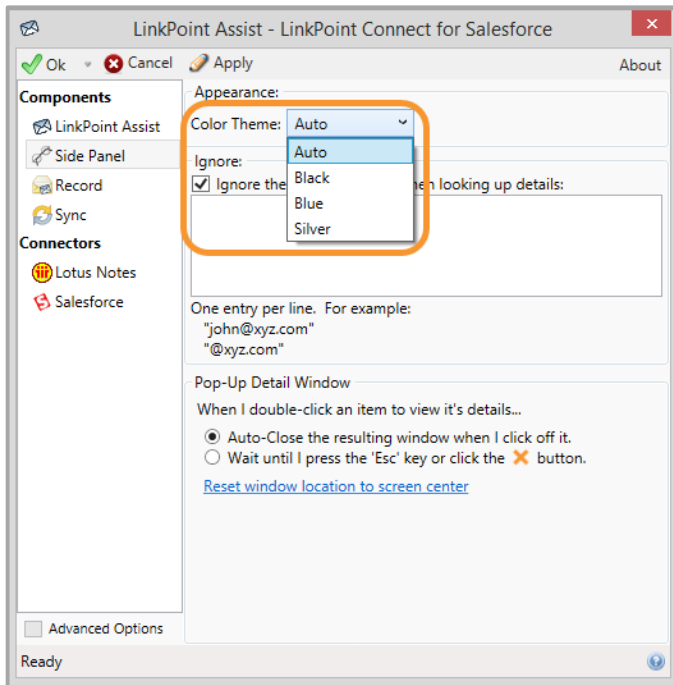 LinkPoint Assist - LinkPoint Connect for Salesforce
Ok Cancel Apply About
Components
LinkPoint Assist
Side Panel
Record
Sync
Connectors
Lotus Notes
Salesforce
Advanced Options
Appearance:
Color Theme: Auto
Auto
Black
Blue
Silver
Ignore:
Ignore the hen looking up details:
One entry per line. For example:
"john@xyz.com"
"@xyz.com"
Pop-Up Detail Window
When I double-click an item to view it's details...
Auto-Close the resulting window when I click off it.
Wait until I press the 'Esc' key or click the button.
Reset window location to screen center
Ready